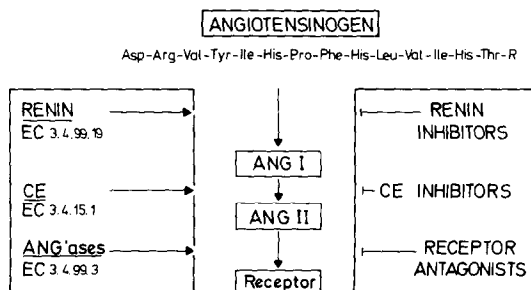 ANGIOTENSINOGEN
Asp-Arg-Val-Tyr-Ile-His-Pro-Phe-His-Leu-Val-Ile-His-Thr-R
RENIN
EC 3.4.99.19
CE
EC 3.4.15.1
ANG'ases
EC 3.4.99.3
ANG I
ANG II
Receptor
RENIN
INHIBITORS
CE INHIBITORS
RECEPTOR
ANTAGONISTS